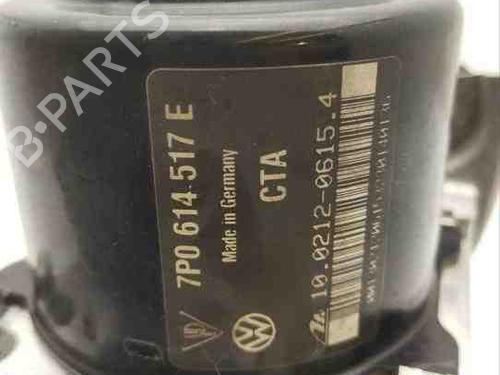 B-PARTS
7P0 614 517 E
Made in Germany
CTA
10.0212-0615.4